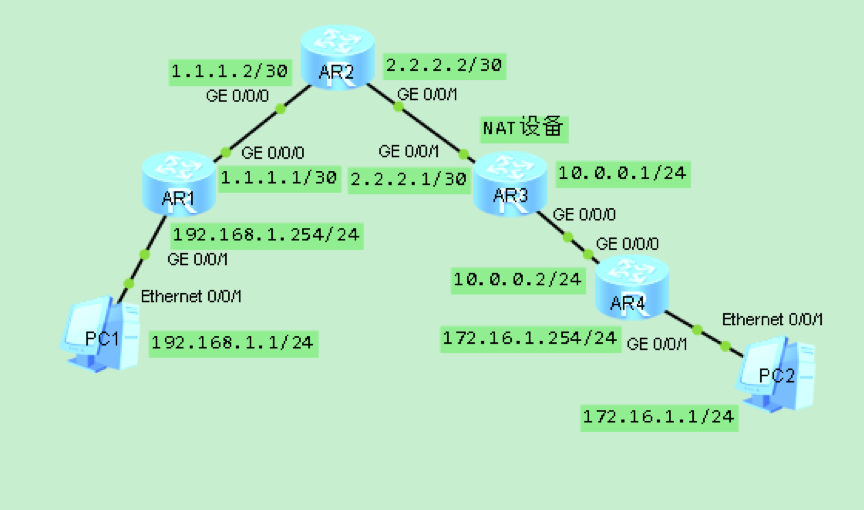 AR2
1.1.1.2/30
2.2.2.2/30
GE 0/0/0
GE 0/0/1
NAT设备
GE 0/0/0
GE 0/0/1
AR1
1.1.1.1/30
2.2.2.1/30
AR3
10.0.0.1/24
GE 0/0/0
192.168.1.254/24
GE 0/0/1
GE 0/0/0
10.0.0.2/24
AR4
Ethernet 0/0/1
PC1
192.168.1.1/24
172.16.1.254/24
GE 0/0/1
Ethernet 0/0/1
PC2
172.16.1.1/24